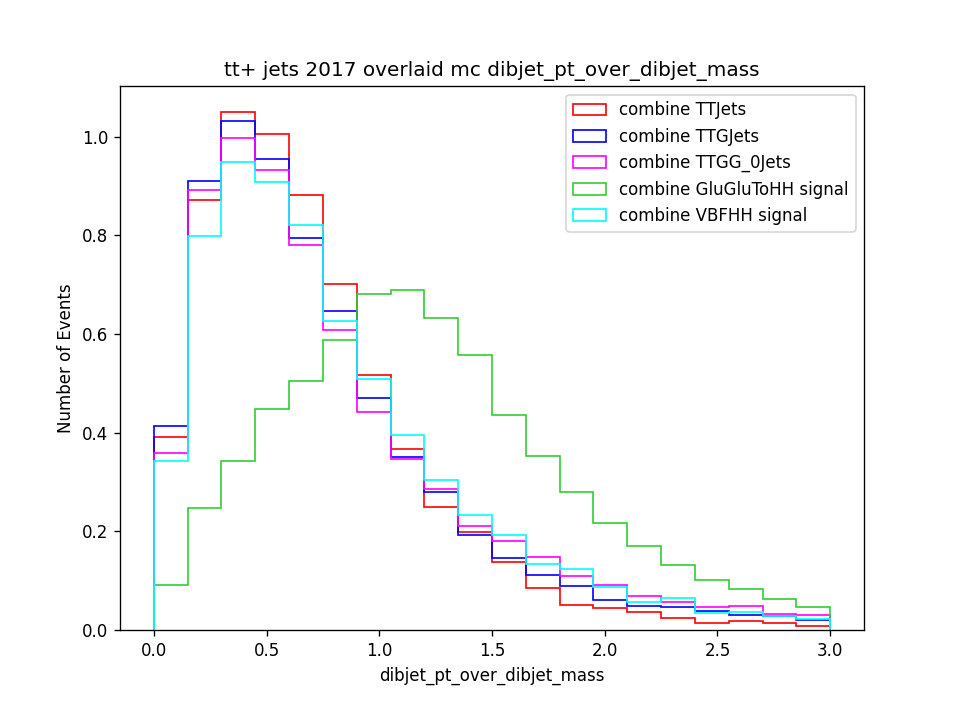 tt+ jets 2017 overlaid mc dibjet_pt_over_dibjet_mass
combine TTJets
combine TTGJets
combine TTGG_0Jets
combine GluGluToHH signal
combine VBFHH signal
Number of Events
1.0
0.8
0.6
0.4
0.2
0.0
0.0 0.5 1.0 1.5 2.0 2.5 3.0
dibjet_pt_over_dibjet_mass